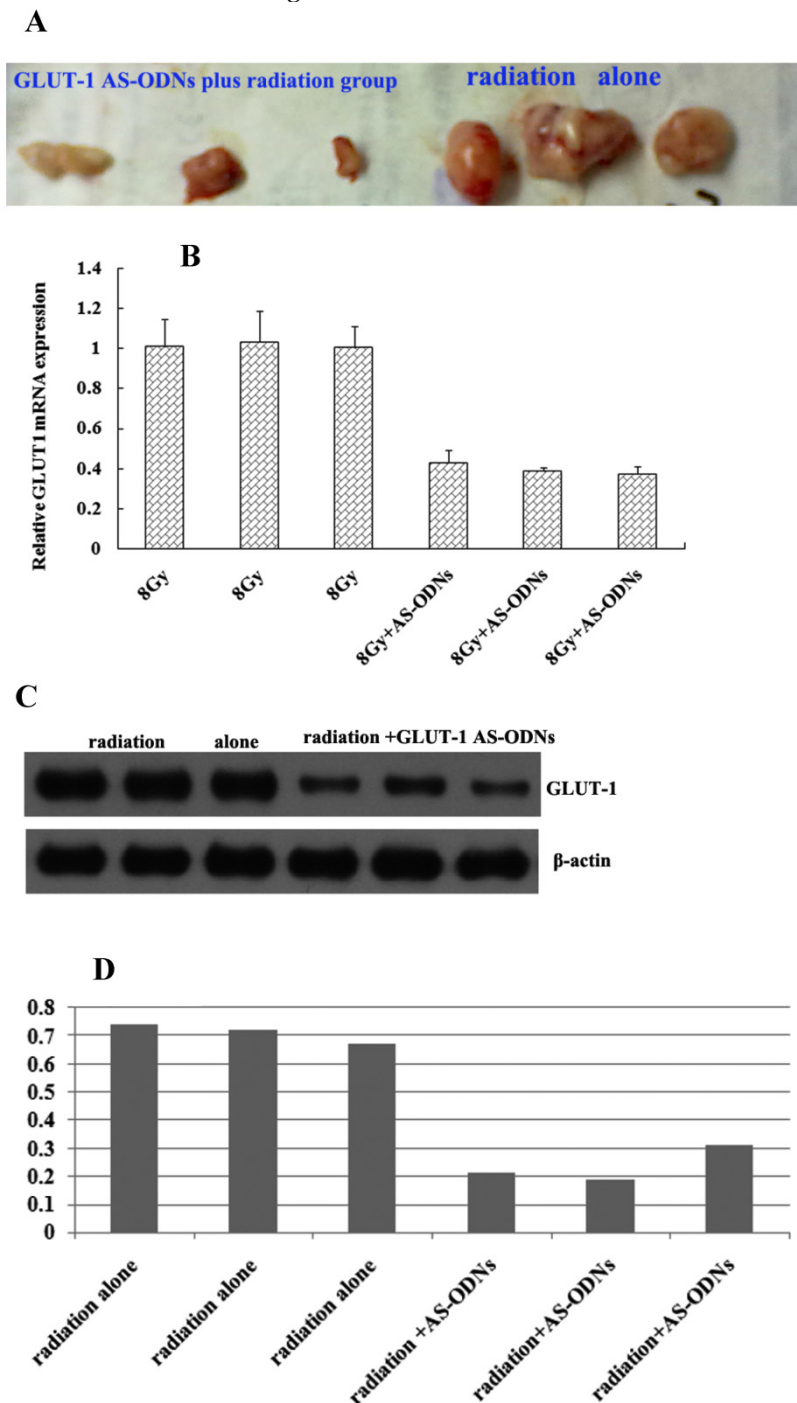 A
GLUT-1 AS-ODNs plus radiation group
radiation alone
B
Relative GLUT1 mRNA expression
1.4
1.2
1
0.8
0.6
0.4
0.2
0
8Gy
8Gy
8Gy
8Gy+AS-ODNs
8Gy+AS-ODNs
8Gy+AS-ODNs
C
radiation alone
radiation +GLUT-1 AS-ODNs
GLUT-1
β-actin
D
0.8
0.7
0.6
0.5
0.4
0.3
0.2
0.1
0
radiation alone
radiation alone
radiation alone
radiation +AS-ODNs
radiation+AS-ODNs
radiation+AS-ODNs